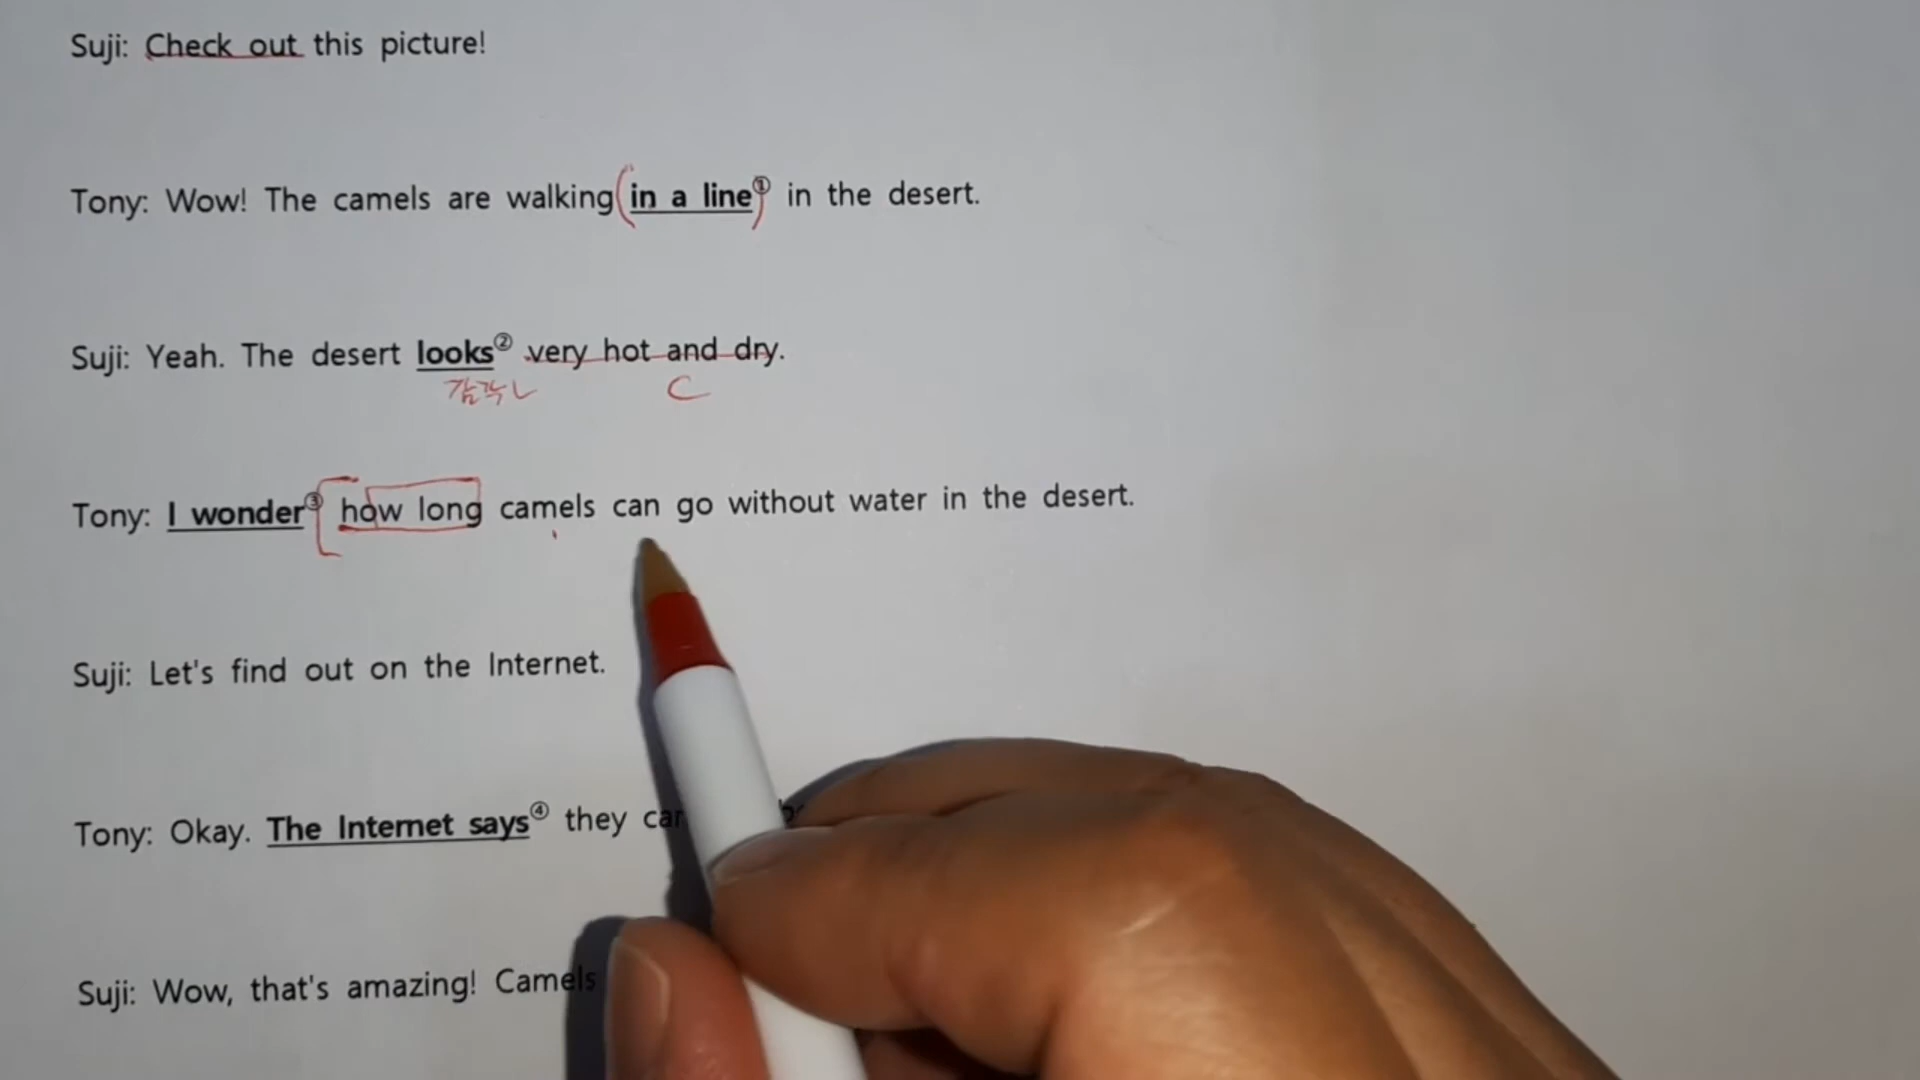 Suji: Check out this picture!
Tony: Wow! The camels are walking in a line① in the desert.
Suji: Yeah. The desert looks② very hot and dry.
감각 C
Tony: I wonder③ how long camels can go without water in the desert.
Suji: Let's find out on the Internet.
Tony: Okay. The Internet says④ they
Suji: Wow, that's amazing! Camels